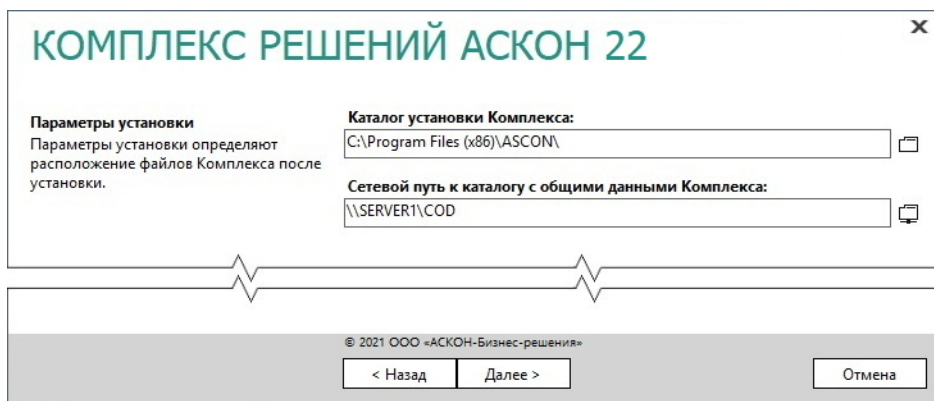 КОМПЛЕКС РЕШЕНИЙ АСКОН 22
Параметры установки
Параметры установки определяют
расположение файлов Комплекса после
установки.
Каталог установки Комплекса:
C:\Program Files (x86)\ASCON\
Сетевой путь к каталогу с общими данными Комплекса:
\\SERVER1\COD
© 2021 ООО «АСКОН-Бизнес-решения»
< Назад
Далее >
Отмена